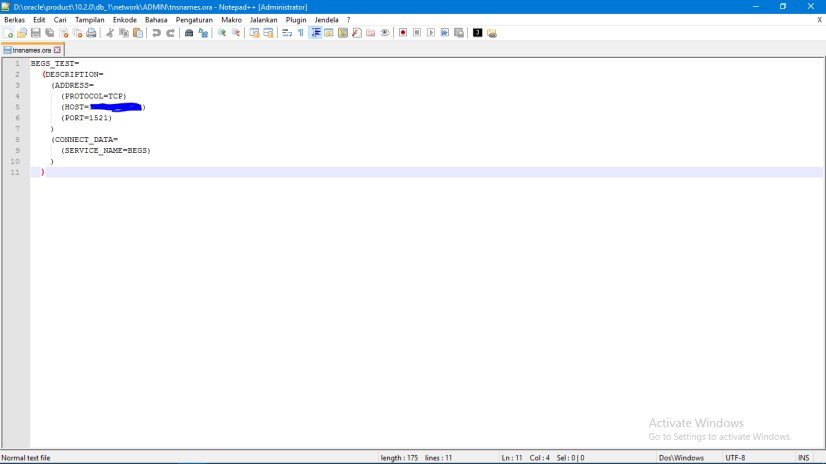 D:\oracle\product\10.2.0\db_1\network\ADMIN\tnsnames.ora - Notepad++ [Administrator]
Berkas Edit Cari Tampilan Enkode Bahasa Pengaturan Makro Jalankan Plugin Jendela ? X
tnsnames.ora
1 BEGS_TEST=
2 (DESCRIPTION=
3 (ADDRESS=
4 (PROTOCOL=TCP)
5 (HOST= )
6 (PORT=1521)
7 )
8 (CONNECT_DATA=
9 (SERVICE_NAME=BEGS)
10 )
11 )
Activate Windows
Go to Settings to activate Windows.
Normal text file length : 175 lines : 11 Ln : 11 Col : 4 Sel : 0 | 0 Dos\Windows UTF-8 INS